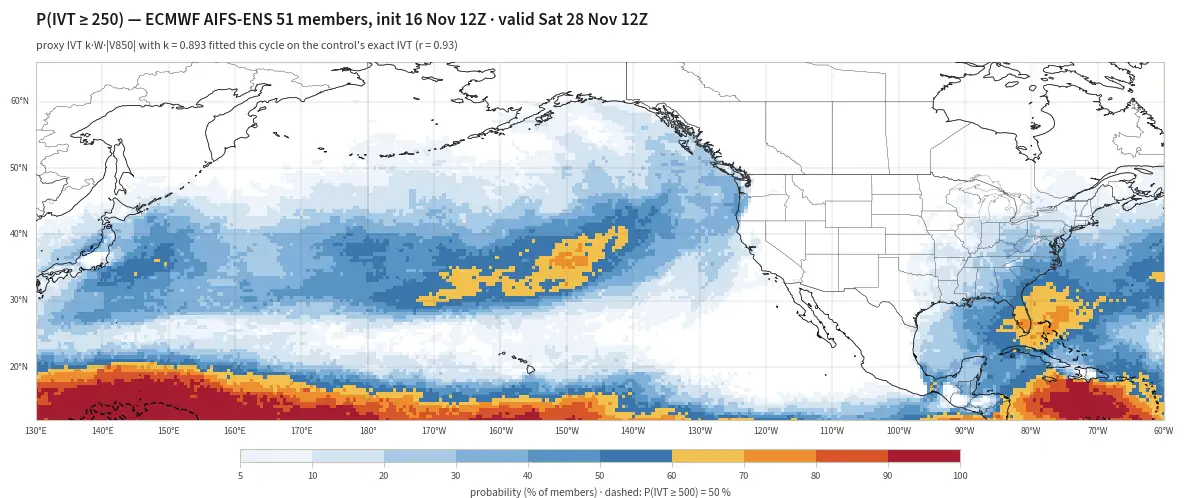 P(IVT ≥ 250) — ECMWF AIFS-ENS 51 members, init 16 Nov 12Z · valid Sat 28 Nov 12Z
proxy IVT k·W·|V850| with k = 0.893 fitted this cycle on the control's exact IVT (r = 0.93)
60°N
50°N
40°N
30°N
20°N
130°E 140°E 150°E 160°E 170°E 180° 170°W 160°W 150°W 140°W 130°W 120°W 110°W 100°W 90°W 80°W 70°W 60°W
5 10 20 30 40 50 60 70 80 90 100
probability (% of members) · dashed: P(IVT ≥ 500) = 50 %